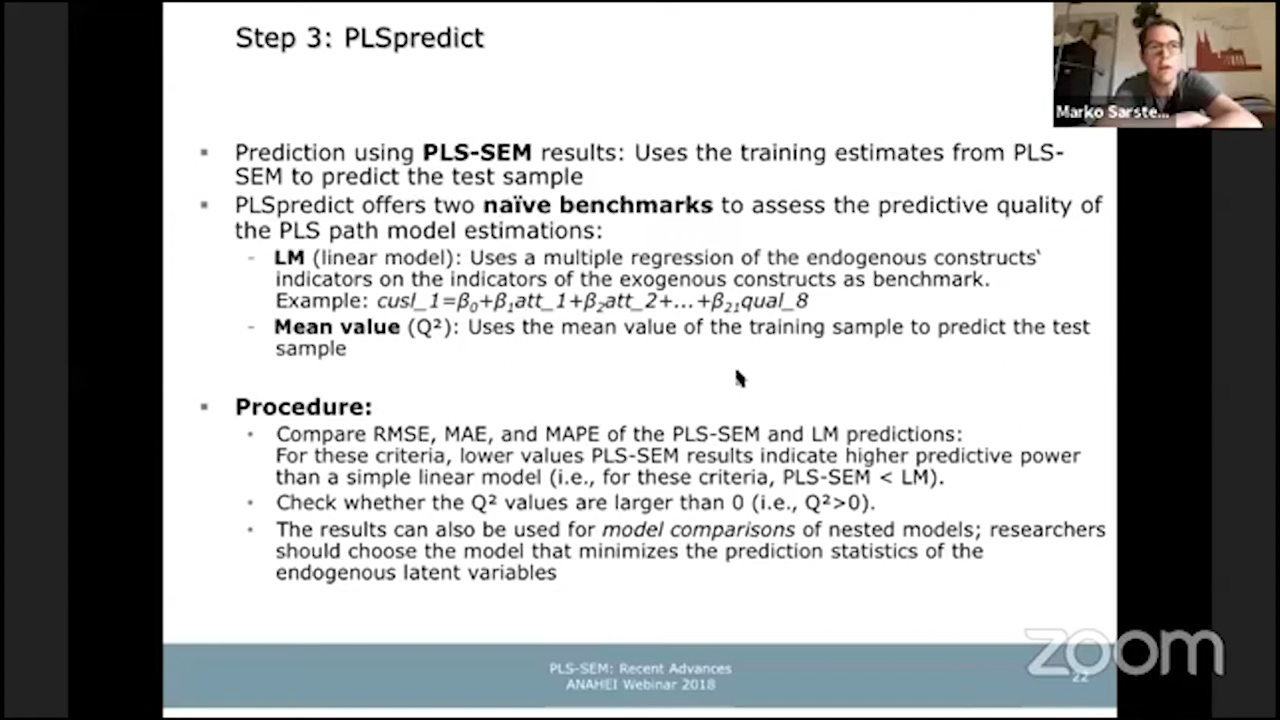 Step 3: PLSpredict
Marko Sarste...
▪ Prediction using PLS-SEM results: Uses the training estimates from PLS-
SEM to predict the test sample
▪ PLSpredict offers two naïve benchmarks to assess the predictive quality of
the PLS path model estimations:
- LM (linear model): Uses a multiple regression of the endogenous constructs‘
indicators on the indicators of the exogenous constructs as benchmark.
Example: cusl_1=β₀+β₁att_1+β₂att_2+...+β₂₁qual_8
- Mean value (Q²): Uses the mean value of the training sample to predict the test
sample
▪ Procedure:
• Compare RMSE, MAE, and MAPE of the PLS-SEM and LM predictions:
For these criteria, lower values PLS-SEM results indicate higher predictive power
than a simple linear model (i.e., for these criteria, PLS-SEM < LM).
• Check whether the Q² values are larger than 0 (i.e., Q²>0).
• The results can also be used for model comparisons of nested models; researchers
should choose the model that minimizes the prediction statistics of the
endogenous latent variables
PLS-SEM: Recent Advances
ANAHEI Webinar 2018
zoom
22